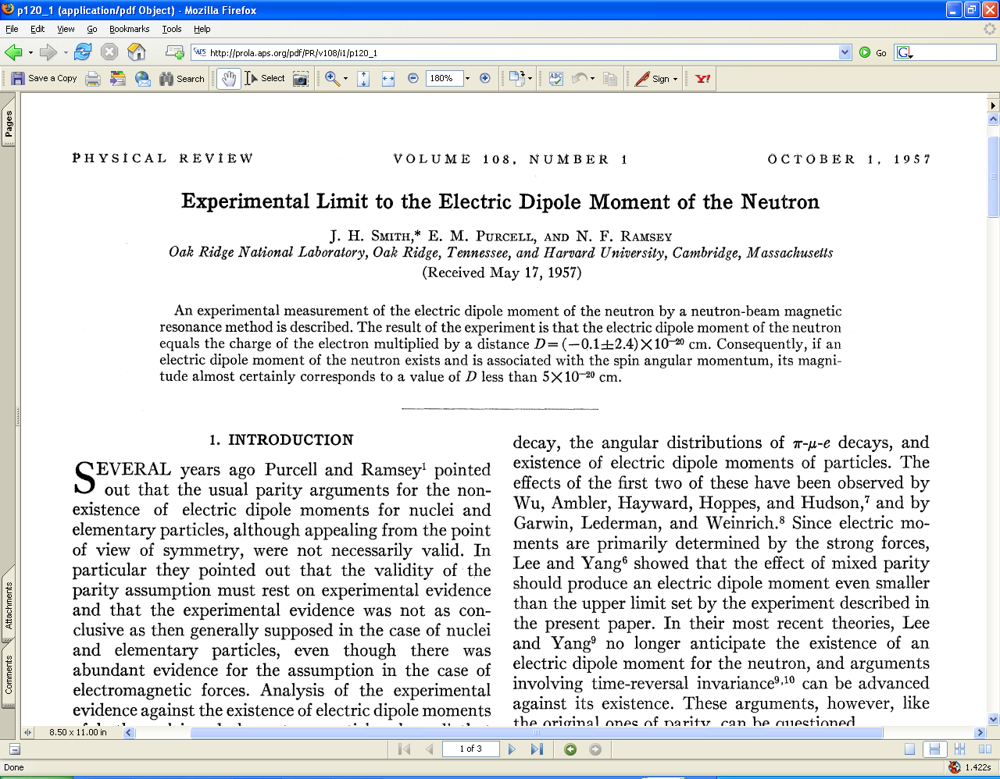 p120_1 (application/pdf Object) - Mozilla Firefox
File Edit View Go Bookmarks Tools Help
http://prola.aps.org/pdf/PR/v108/i1/p120_1 Go G
Save a Copy Search Select 180% ABC Sign Y!
Pages
PHYSICAL REVIEW VOLUME 108, NUMBER 1 OCTOBER 1, 1957
Experimental Limit to the Electric Dipole Moment of the Neutron
J. H. SMITH,* E. M. PURCELL, AND N. F. RAMSEY
Oak Ridge National Laboratory, Oak Ridge, Tennessee, and Harvard University, Cambridge, Massachusetts
(Received May 17, 1957)
An experimental measurement of the electric dipole moment of the neutron by a neutron-beam magnetic
resonance method is described. The result of the experiment is that the electric dipole moment of the neutron
equals the charge of the electron multiplied by a distance D=(−0.1±2.4)×10⁻²⁰ cm. Consequently, if an
electric dipole moment of the neutron exists and is associated with the spin angular momentum, its magni-
tude almost certainly corresponds to a value of D less than 5×10⁻²⁰ cm.
1. INTRODUCTION
SEVERAL years ago Purcell and Ramsey¹ pointed
out that the usual parity arguments for the non-
existence of electric dipole moments for nuclei and
elementary particles, although appealing from the point
of view of symmetry, were not necessarily valid. In
particular they pointed out that the validity of the
parity assumption must rest on experimental evidence
and that the experimental evidence was not as con-
clusive as then generally supposed in the case of nuclei
and elementary particles, even though there was
abundant evidence for the assumption in the case of
electromagnetic forces. Analysis of the experimental
evidence against the existence of electric dipole moments
decay, the angular distributions of π-μ-e decays, and
existence of electric dipole moments of particles. The
effects of the first two of these have been observed by
Wu, Ambler, Hayward, Hoppes, and Hudson,⁷ and by
Garwin, Lederman, and Weinrich.⁸ Since electric mo-
ments are primarily determined by the strong forces,
Lee and Yang⁶ showed that the effect of mixed parity
should produce an electric dipole moment even smaller
than the upper limit set by the experiment described in
the present paper. In their most recent theories, Lee
and Yang⁹ no longer anticipate the existence of an
electric dipole moment for the neutron, and arguments
involving time-reversal invariance⁹,¹⁰ can be advanced
against its existence. These arguments, however, like
the original ones of parity, can be questioned.
Attachments
Comments
8.50 x 11.00 in
1 of 3
Done 1.422s